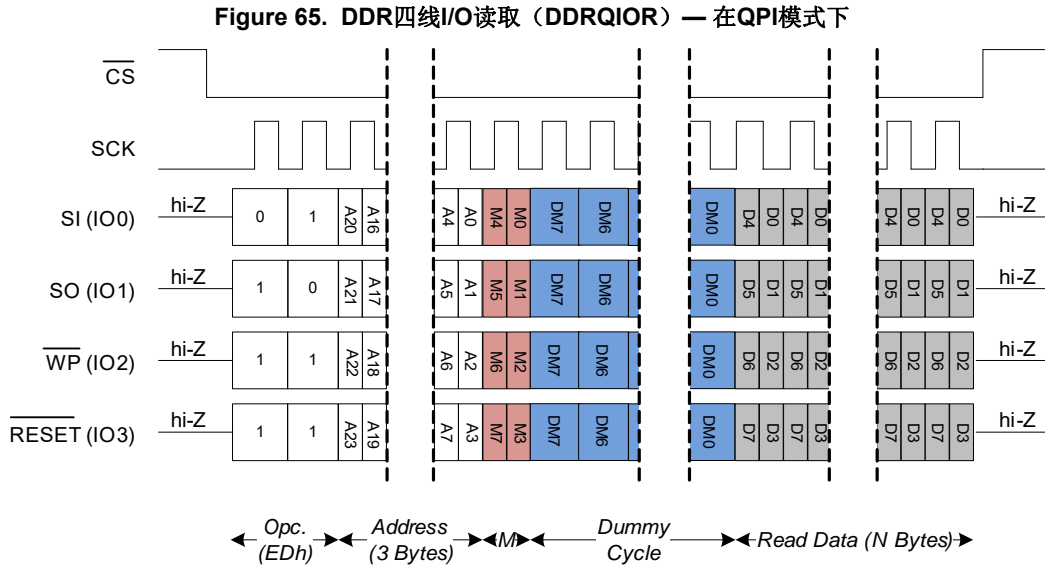 Figure 65. DDR四线I/O读取（DDRQIOR）— 在QPI模式下
CS
SCK
SI (IO0) hi-Z 0 1 A20 A16 A4 A0 M4 M0 DM7 DM6 DM0 D4 D0 D4 D0 D4 D0 D4 D0 hi-Z
SO (IO1) hi-Z 1 0 A21 A17 A5 A1 M5 M1 DM7 DM6 DM0 D5 D1 D5 D1 D5 D1 D5 D1 hi-Z
WP (IO2) hi-Z 1 1 A22 A18 A6 A2 M6 M2 DM7 DM6 DM0 D6 D2 D6 D2 D6 D2 D6 D2 hi-Z
RESET (IO3) hi-Z 1 1 A23 A19 A7 A3 M7 M3 DM7 DM6 DM0 D7 D3 D7 D3 D7 D3 D7 D3 hi-Z
Opc. Address Dummy
(EDh) (3 Bytes) M Cycle Read Data (N Bytes)